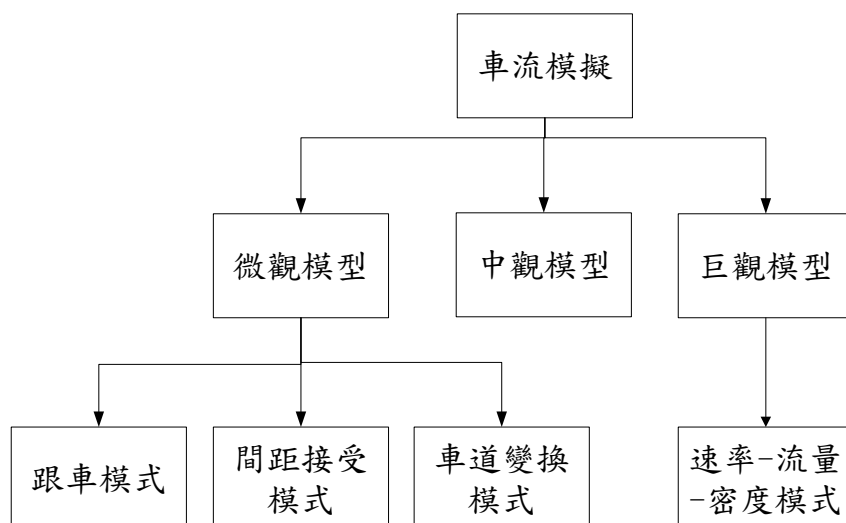 車流模擬
微觀模型
中觀模型
巨觀模型
跟車模式
間距接受
模式
車道變換
模式
速率-流量
-密度模式